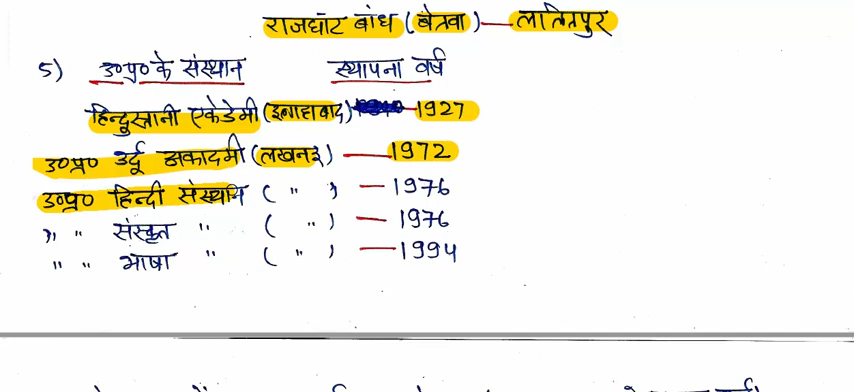 राजघाट बांध (बेतवा) — ललितपुर
5) उ०प्र० के संस्थान स्थापना वर्ष
हिन्दुस्तानी एकेडेमी (इलाहाबाद) — 1927
उ०प्र० उर्दू अकादमी (लखनऊ) — 1972
उ०प्र० हिन्दी संस्थान ( " ) — 1976
" " संस्कृत " ( " ) — 1976
" " भाषा " ( " ) — 1994